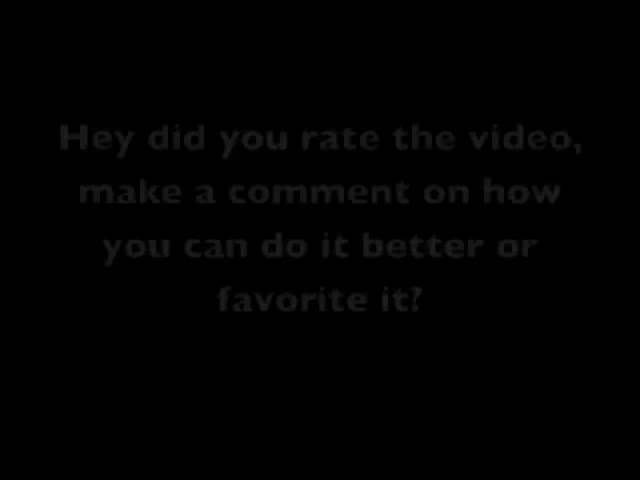 Hey did you rate the video,
make a comment on how
you can do it better or
favorite it?